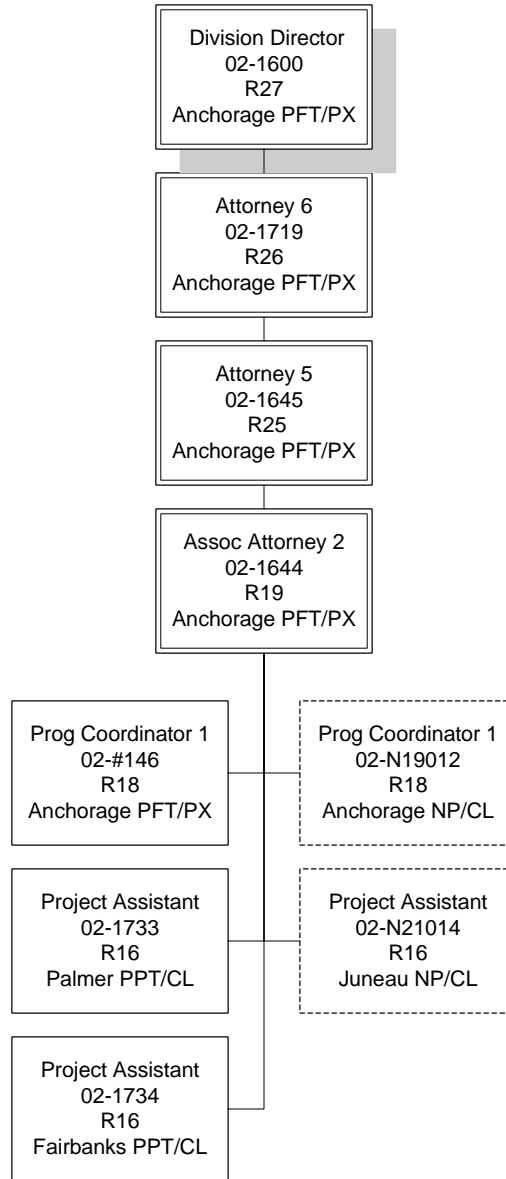 Division Director
02-1600
R27
Anchorage PFT/PX
Attorney 6
02-1719
R26
Anchorage PFT/PX
Attorney 5
02-1645
R25
Anchorage PFT/PX
Assoc Attorney 2
02-1644
R19
Anchorage PFT/PX
Prog Coordinator 1
02-#146
R18
Anchorage PFT/PX
Prog Coordinator 1
02-N19012
R18
Anchorage NP/CL
Project Assistant
02-1733
R16
Palmer PPT/CL
Project Assistant
02-N21014
R16
Juneau NP/CL
Project Assistant
02-1734
R16
Fairbanks PPT/CL